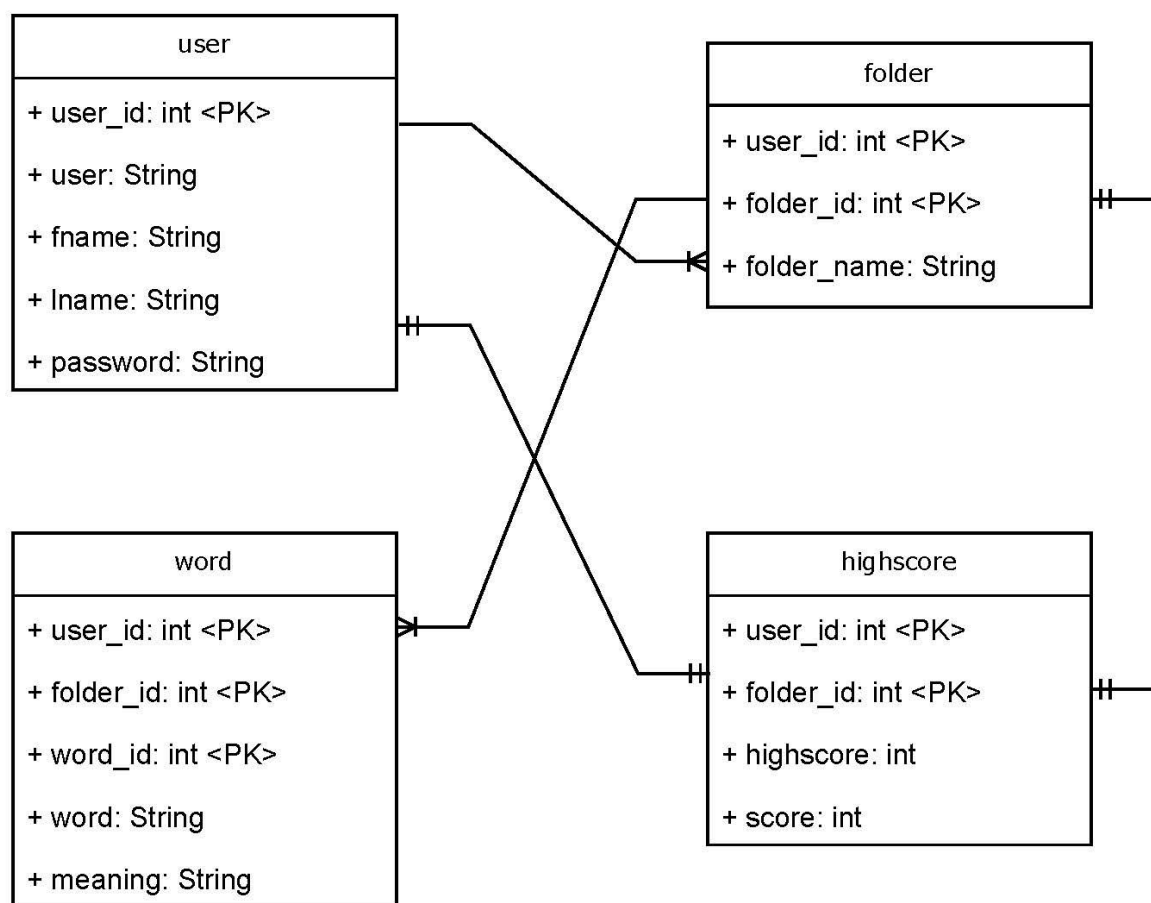 user
+ user_id: int <PK>
+ user: String
+ fname: String
+ lname: String
+ password: String
folder
+ user_id: int <PK>
+ folder_id: int <PK>
+ folder_name: String
word
+ user_id: int <PK>
+ folder_id: int <PK>
+ word_id: int <PK>
+ word: String
+ meaning: String
highscore
+ user_id: int <PK>
+ folder_id: int <PK>
+ highscore: int
+ score: int